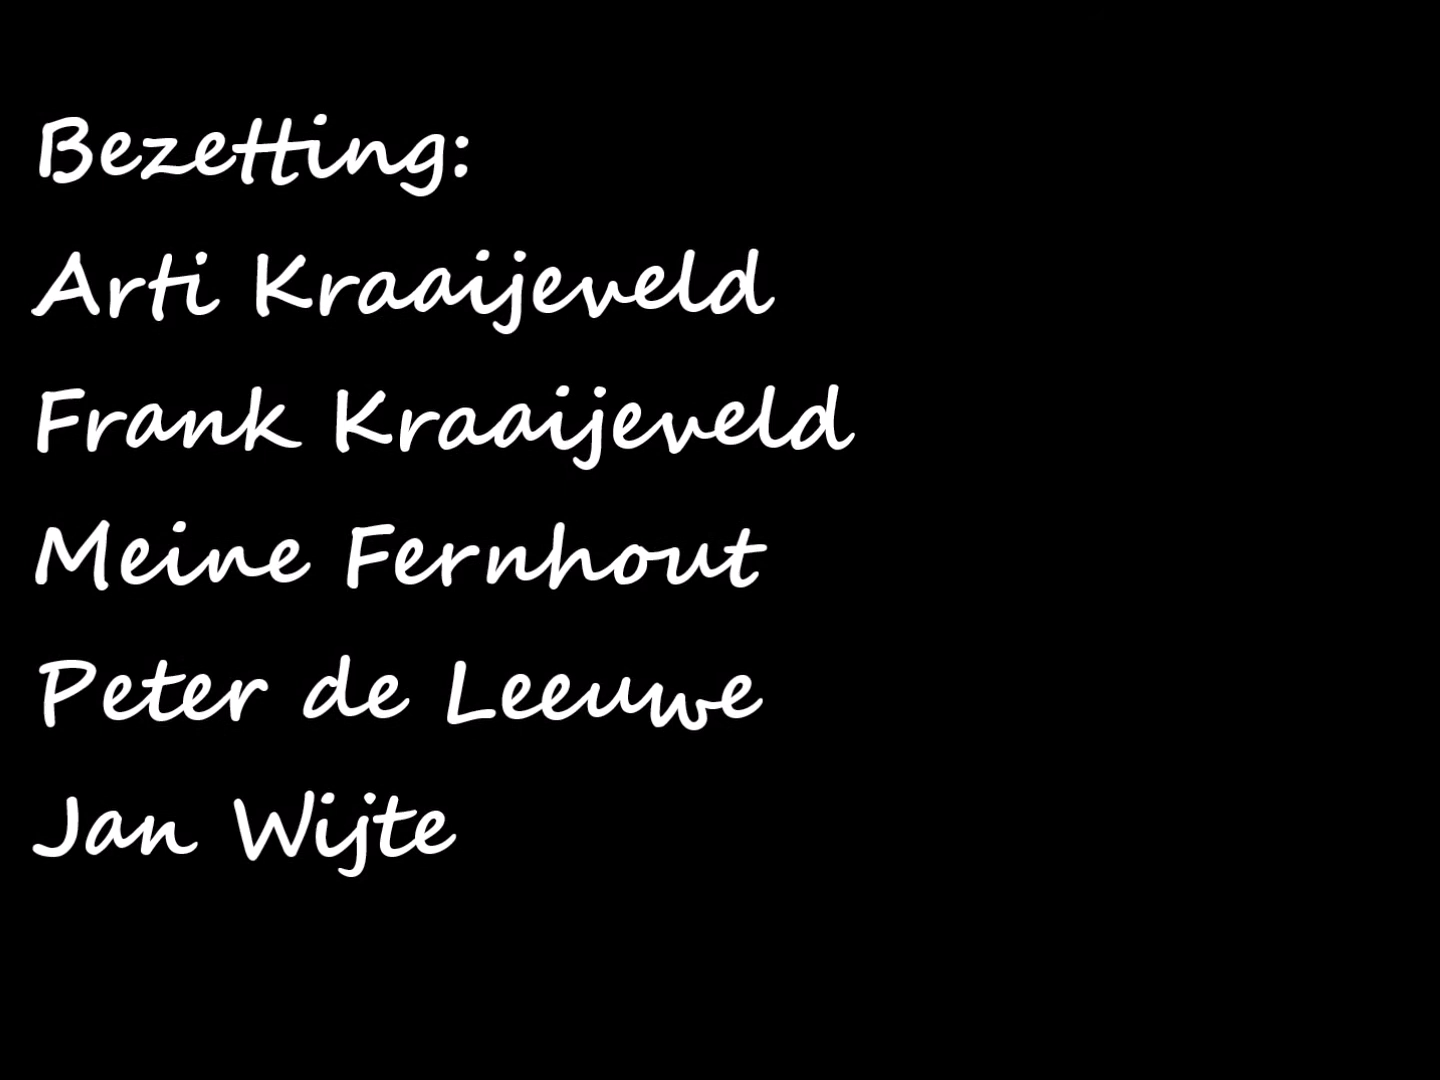 Bezetting:
Arti Kraaijeveld
Frank Kraaijeveld
Meine Fernhout
Peter de Leeuwe
Jan Wijte